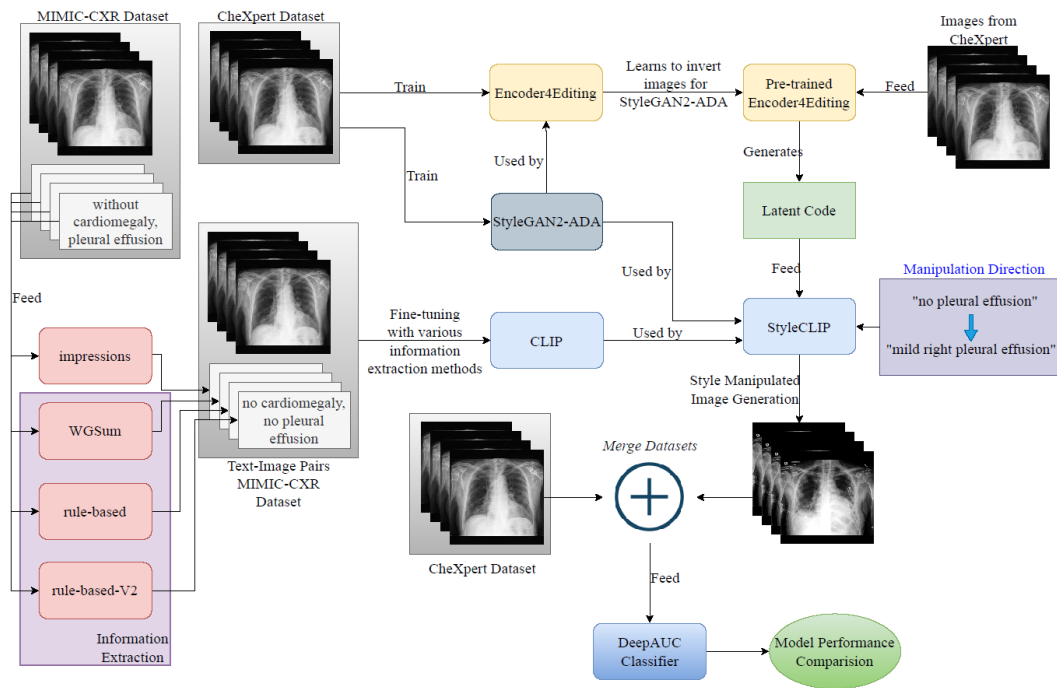 MIMIC-CXR Dataset
without
cardiomegaly,
pleural effusion
Feed
impressions
WGSum
rule-based
rule-based-V2
Information
Extraction
CheXpert Dataset
Train
Train
no cardiomegaly,
no pleural
effusion
Text-Image Pairs
MIMIC-CXR
Dataset
Encoder4Editing
Used by
StyleGAN2-ADA
Used by
Learns to invert
images for
StyleGAN2-ADA
Pre-trained
Encoder4Editing
Feed
Images from
CheXpert
Generates
Latent Code
Feed
Fine-tuning
with various
information
extraction methods
CLIP
Used by
StyleCLIP
Manipulation Direction
"no pleural effusion"
"mild right pleural effusion"
Style Manipulated
Image Generation
Merge Datasets
CheXpert Dataset
Feed
DeepAUC
Classifier
Model Performance
Comparision